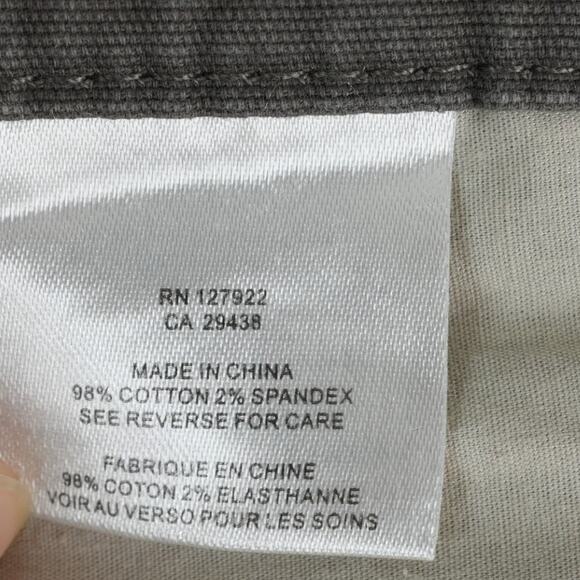 RN 127922
CA 29438
MADE IN CHINA
98% COTTON 2% SPANDEX
SEE REVERSE FOR CARE
FABRIQUE EN CHINE
98% COTON 2% ELASTHANNE
VOIR AU VERSO POUR LES SOINS